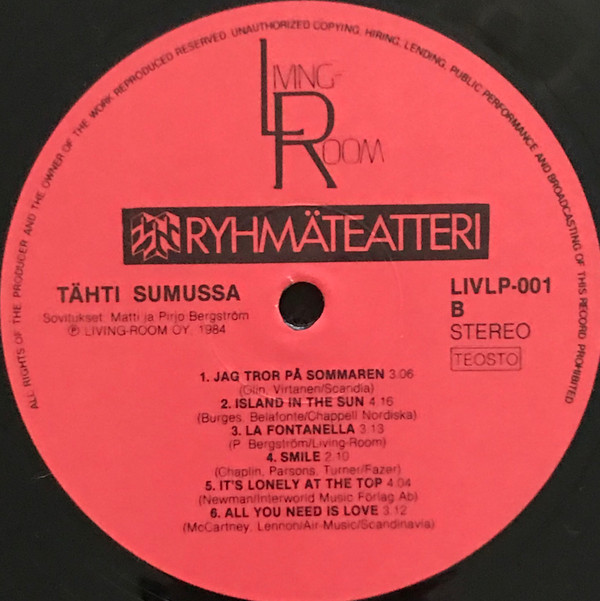 ALL RIGHTS OF THE PRODUCER AND THE OWNER OF THE WORK REPRODUCED RESERVED. UNAUTHORIZED COPYING, HIRING, LENDING, PUBLIC PERFORMANCE AND BROADCASTING OF THIS RECORD PROHIBITED
LIVING-
ROOM
RYHMÄTEATTERI
TÄHTI SUMUSSA
Sovitukset: Matti ja Pirjo Bergström
℗ LIVING-ROOM OY, 1984
LIVLP-001
B
STEREO
TEOSTO
1. JAG TROR PÅ SOMMAREN 3.06
(Olin, Virtanen/Scandia)
2. ISLAND IN THE SUN 4.16
(Burges, Belafonte/Chappell Nordiska)
3. LA FONTANELLA 3.13
(P. Bergström/Living-Room)
4. SMILE 2.10
(Chaplin, Parsons, Turner/Fazer)
5. IT'S LONELY AT THE TOP 4.04
(Newman/Interworld Music Förlag Ab)
6. ALL YOU NEED IS LOVE 3.12
(McCartney, Lennon/Air-Music/Scandinavia)